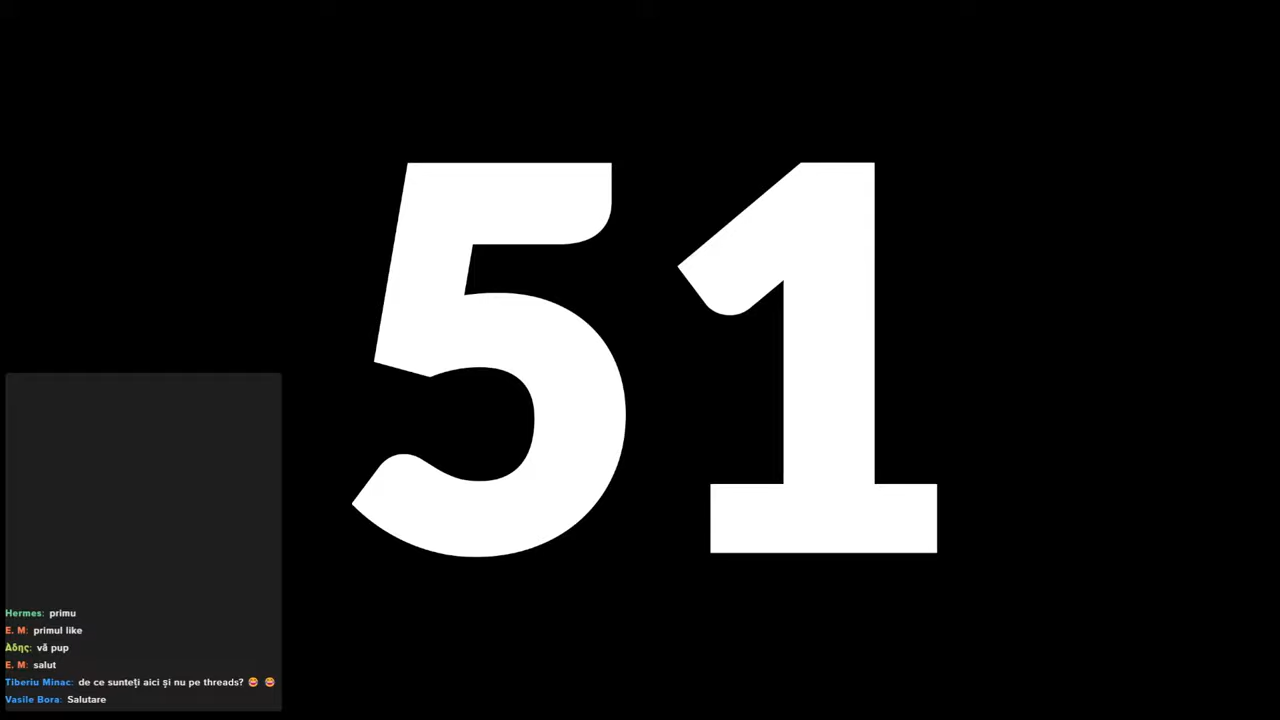 51
Hermes: primu
E. M: primul like
Άδης: vă pup
E. M: salut
Tiberiu Minac: de ce sunteți aici și nu pe threads? 😂 😂
Vasile Bora: Salutare